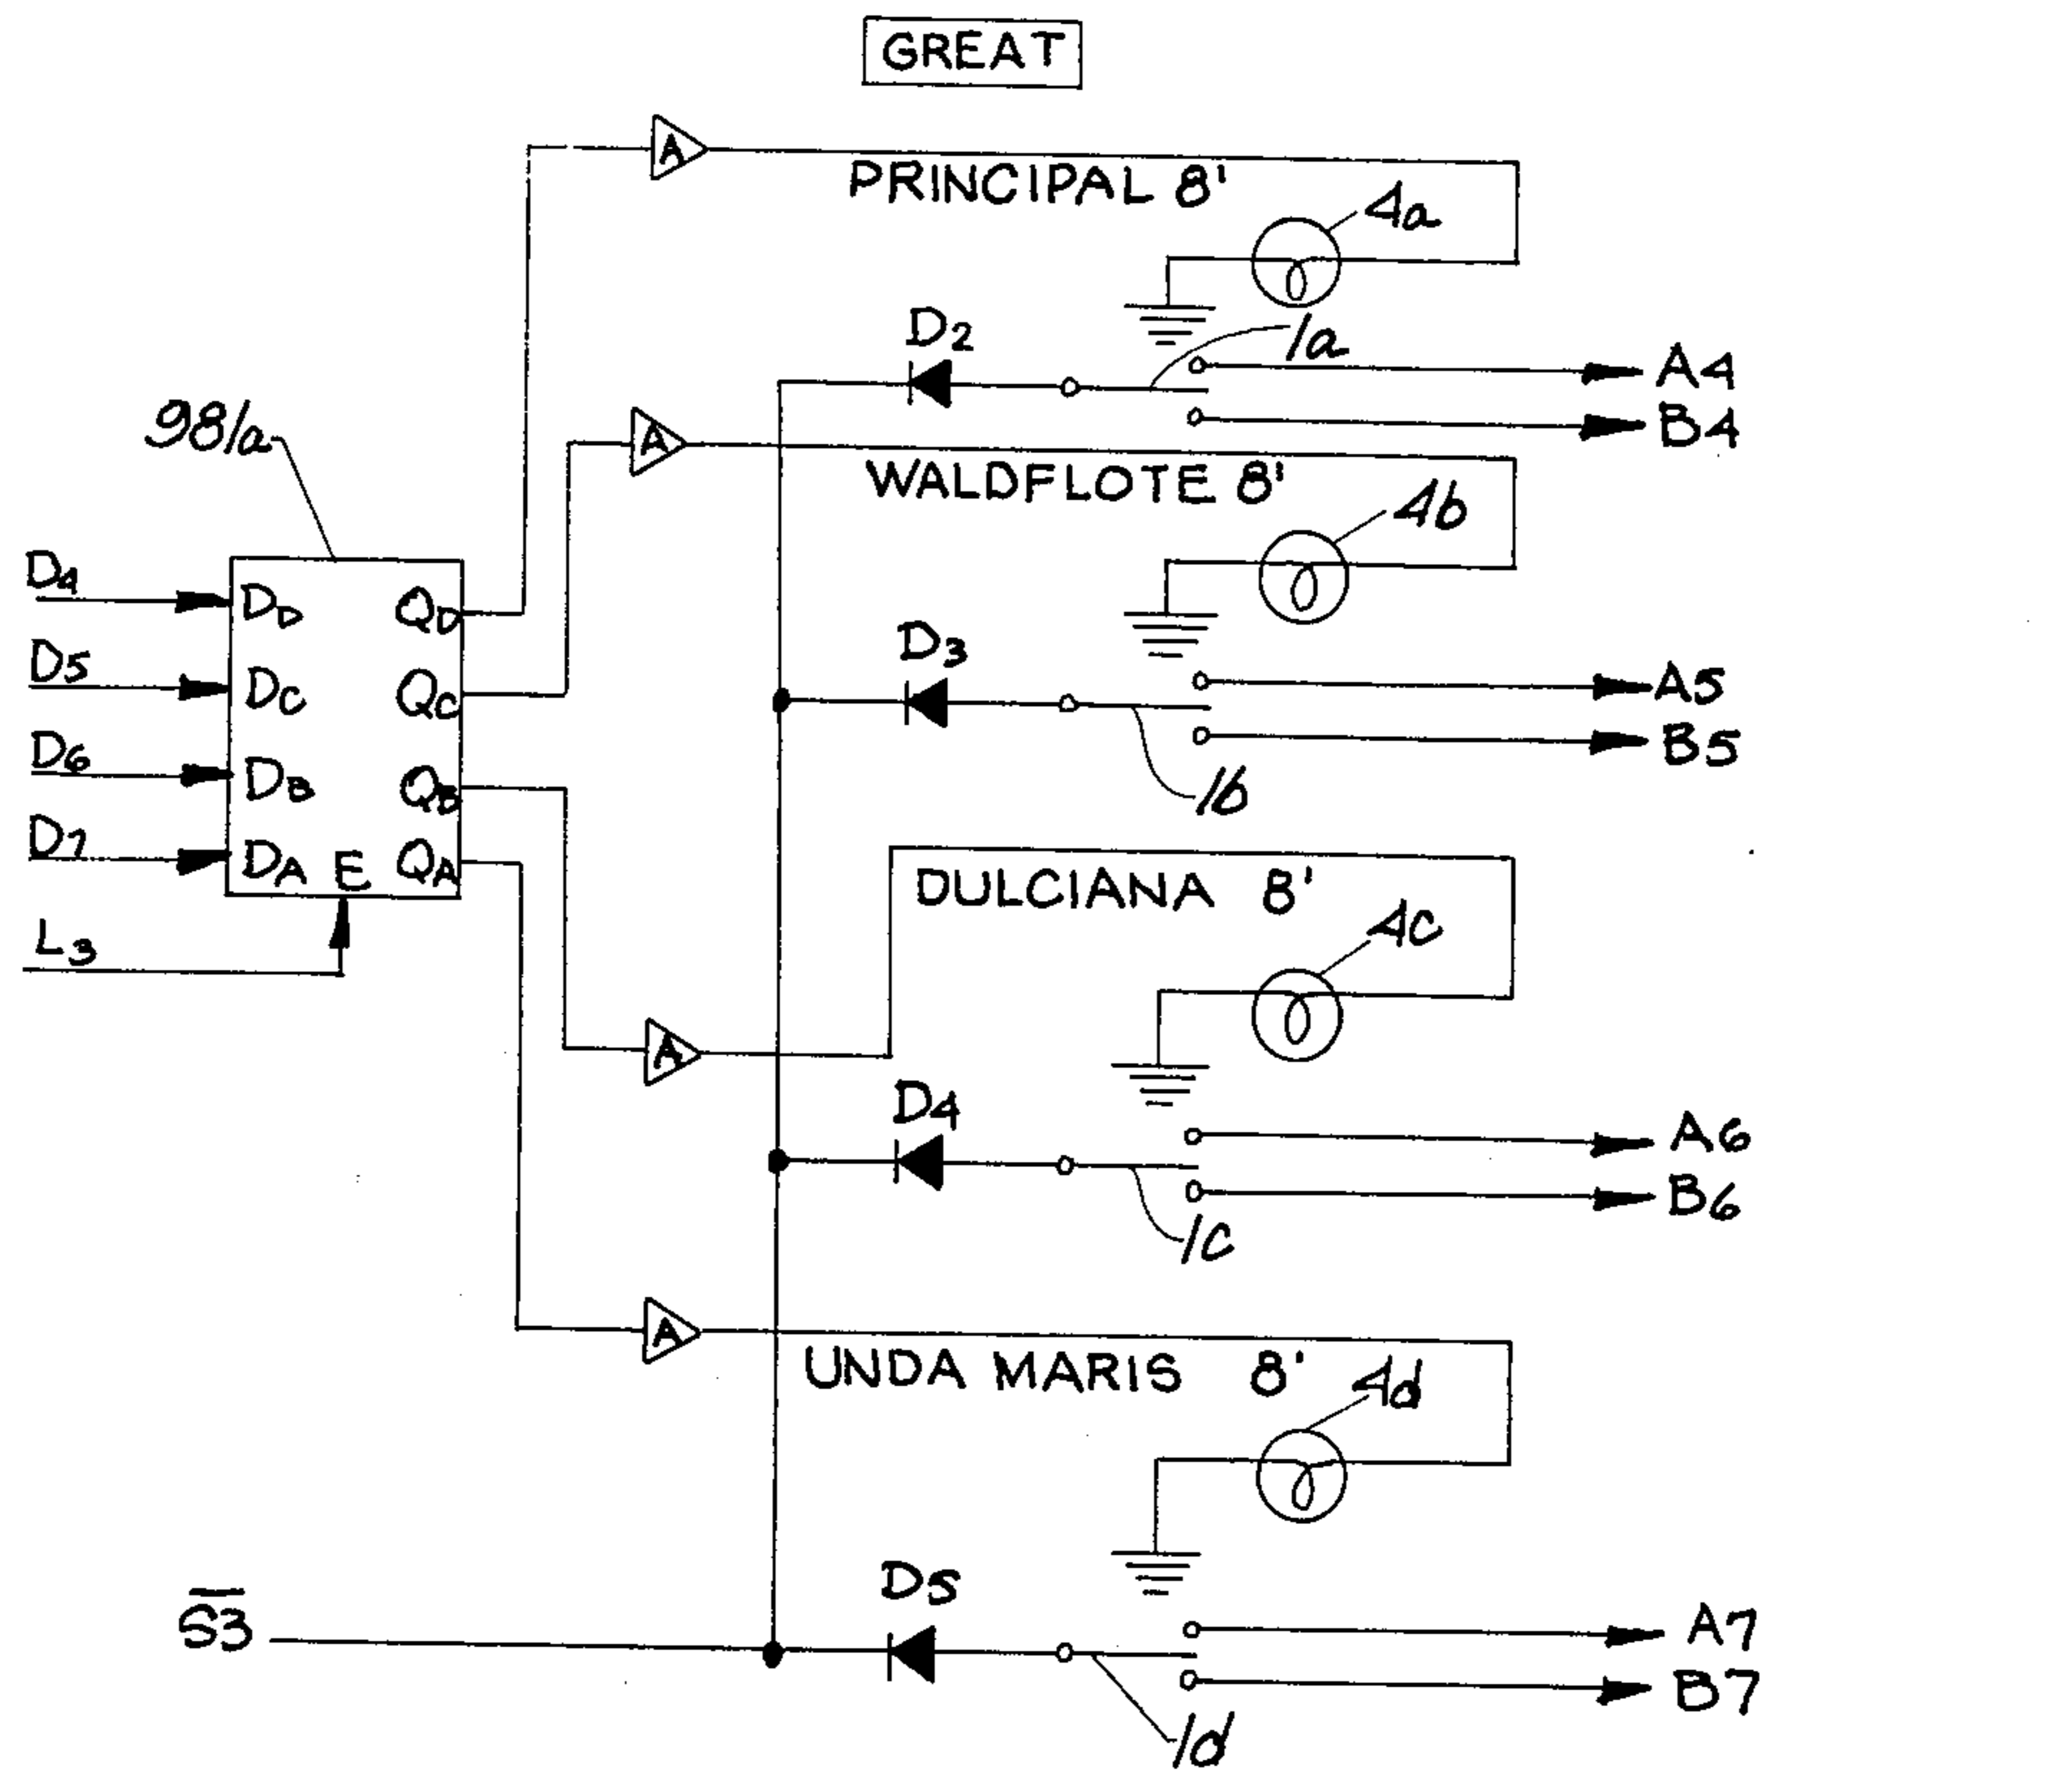 GREAT
A
PRINCIPAL 8'
4a
D2
1a
A4
B4
98/a
A
WALDFLOTE 8'
4b
D4
DD
QD
D3
D5
DC
QC
A5
B5
D6
DB
QB
1b
D7
DA
E
QA
DULCIANA 8'
4c
L3
A
D4
A6
B6
1c
A
UNDA MARIS 8'
4d
D5
S̅3̅
A7
B7
1d